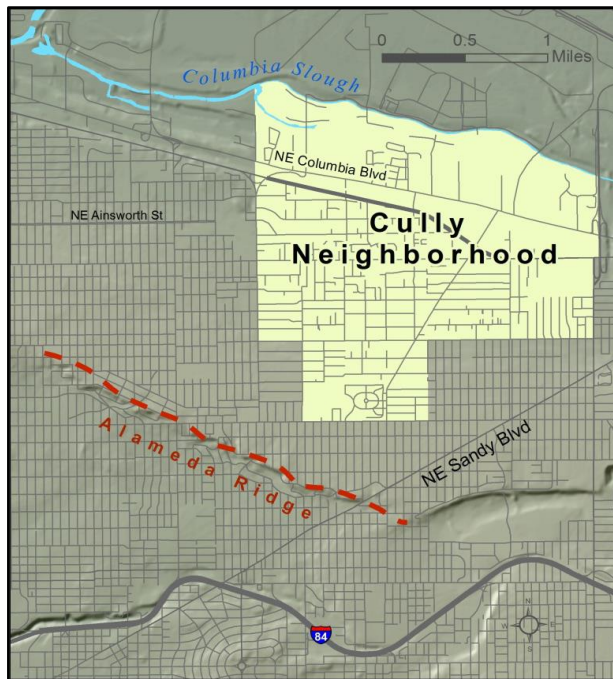 0 0.5 1
Miles
Columbia Slough
NE Columbia Blvd
NE Ainsworth St
Cully
Neighborhood
Alameda Ridge
NE Sandy Blvd
84
N
W E
S